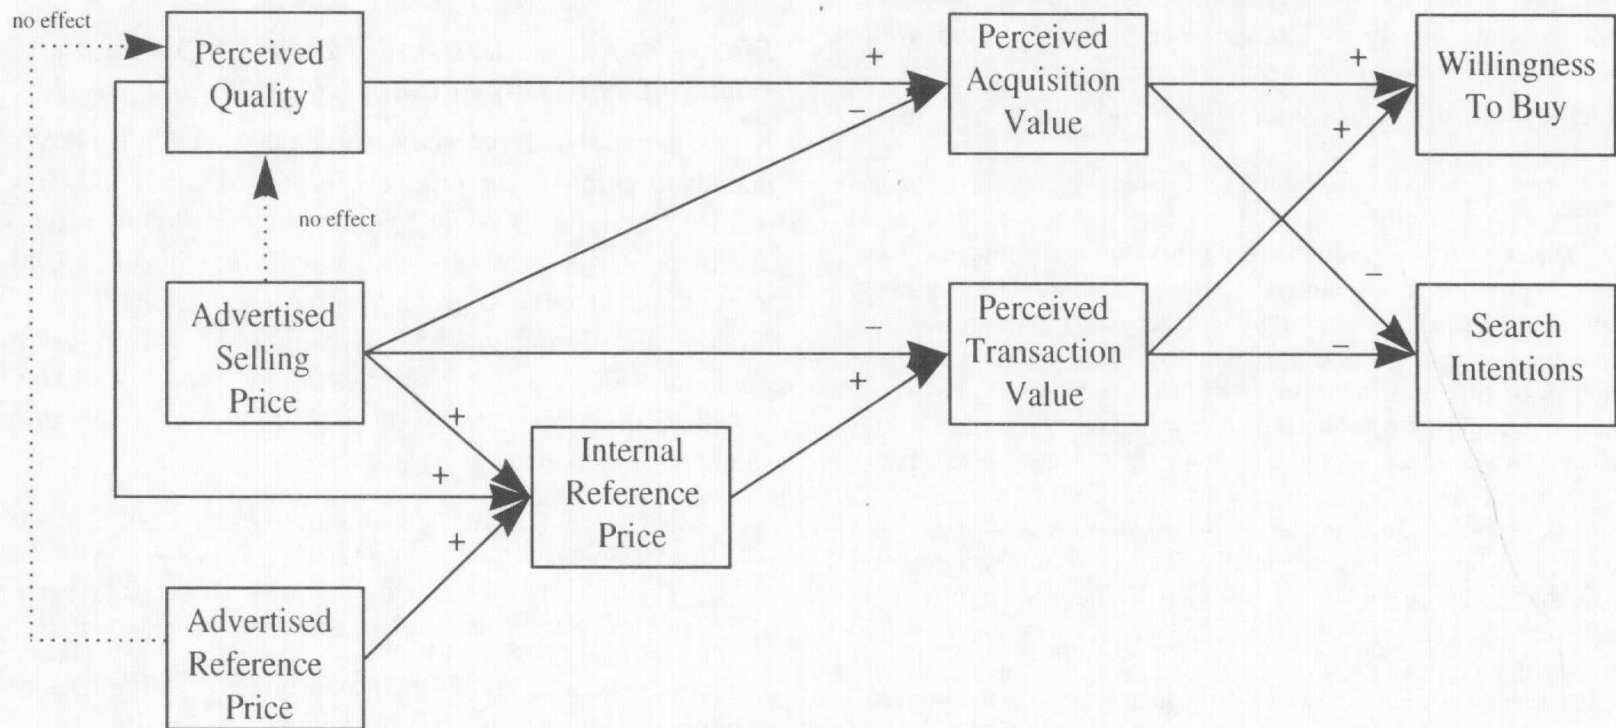 no effect
Perceived
Quality
+
–
Perceived
Acquisition
Value
+
+
Willingness
To Buy
no effect
Advertised
Selling
Price
–
+
Perceived
Transaction
Value
–
–
Search
Intentions
+
+
+
Internal
Reference
Price
Advertised
Reference
Price